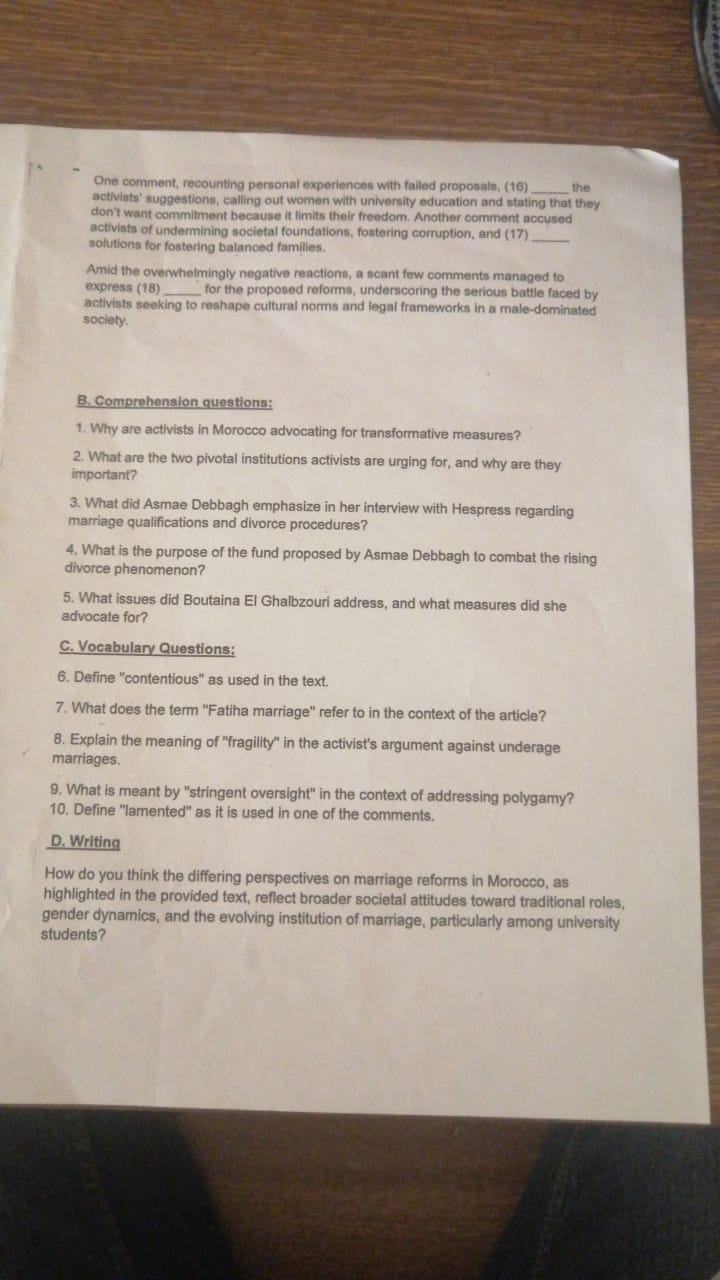 One comment, recounting personal experiences with failed proposals, (16) _____ the
activists' suggestions, calling out women with university education and stating that they
don't want commitment because it limits their freedom. Another comment accused
activists of undermining societal foundations, fostering corruption, and (17) _____
solutions for fostering balanced families.
Amid the overwhelmingly negative reactions, a scant few comments managed to
express (18) _____ for the proposed reforms, underscoring the serious battle faced by
activists seeking to reshape cultural norms and legal frameworks in a male-dominated
society.
B. Comprehension questions:
1. Why are activists in Morocco advocating for transformative measures?
2. What are the two pivotal institutions activists are urging for, and why are they
important?
3. What did Asmae Debbagh emphasize in her interview with Hespress regarding
marriage qualifications and divorce procedures?
4. What is the purpose of the fund proposed by Asmae Debbagh to combat the rising
divorce phenomenon?
5. What issues did Boutaina El Ghalbzouri address, and what measures did she
advocate for?
C. Vocabulary Questions:
6. Define "contentious" as used in the text.
7. What does the term "Fatiha marriage" refer to in the context of the article?
8. Explain the meaning of "fragility" in the activist's argument against underage
marriages.
9. What is meant by "stringent oversight" in the context of addressing polygamy?
10. Define "lamented" as it is used in one of the comments.
D. Writing
How do you think the differing perspectives on marriage reforms in Morocco, as
highlighted in the provided text, reflect broader societal attitudes toward traditional roles,
gender dynamics, and the evolving institution of marriage, particularly among university
students?